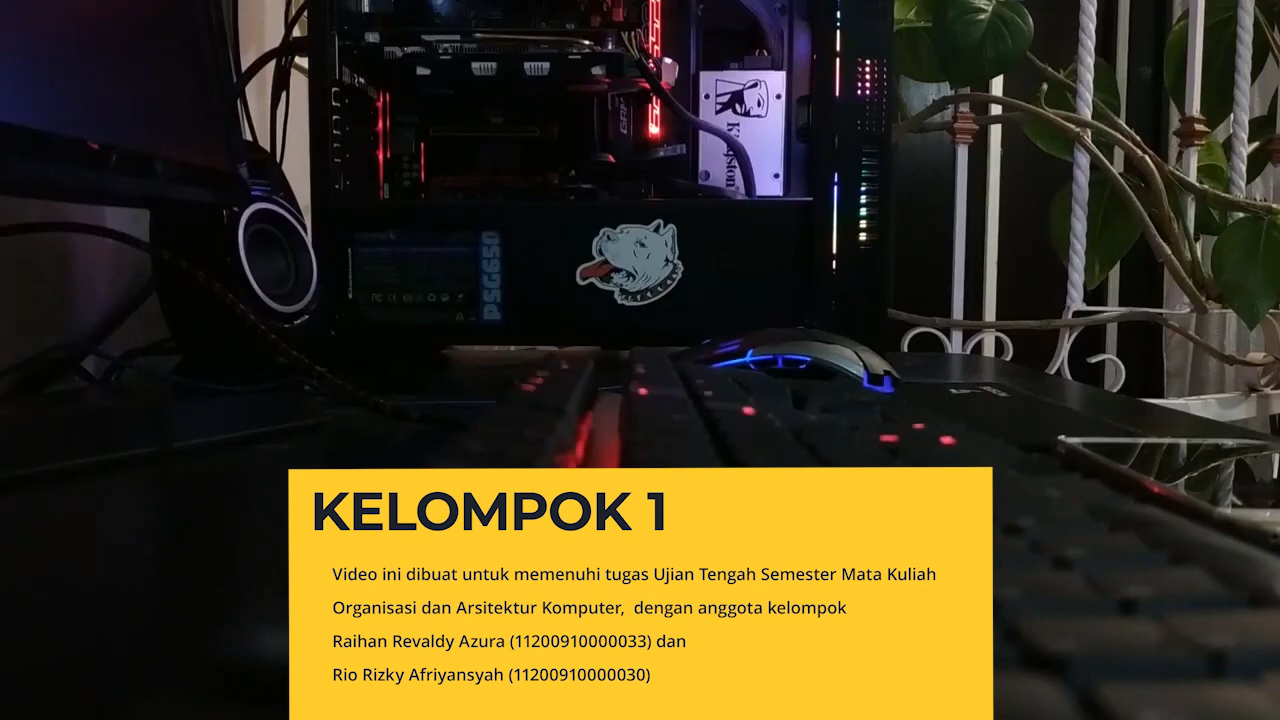 Kingston
PSG650
KELOMPOK 1
Video ini dibuat untuk memenuhi tugas Ujian Tengah Semester Mata Kuliah
Organisasi dan Arsitektur Komputer, dengan anggota kelompok
Raihan Revaldy Azura (11200910000033) dan
Rio Rizky Afriyansyah (11200910000030)